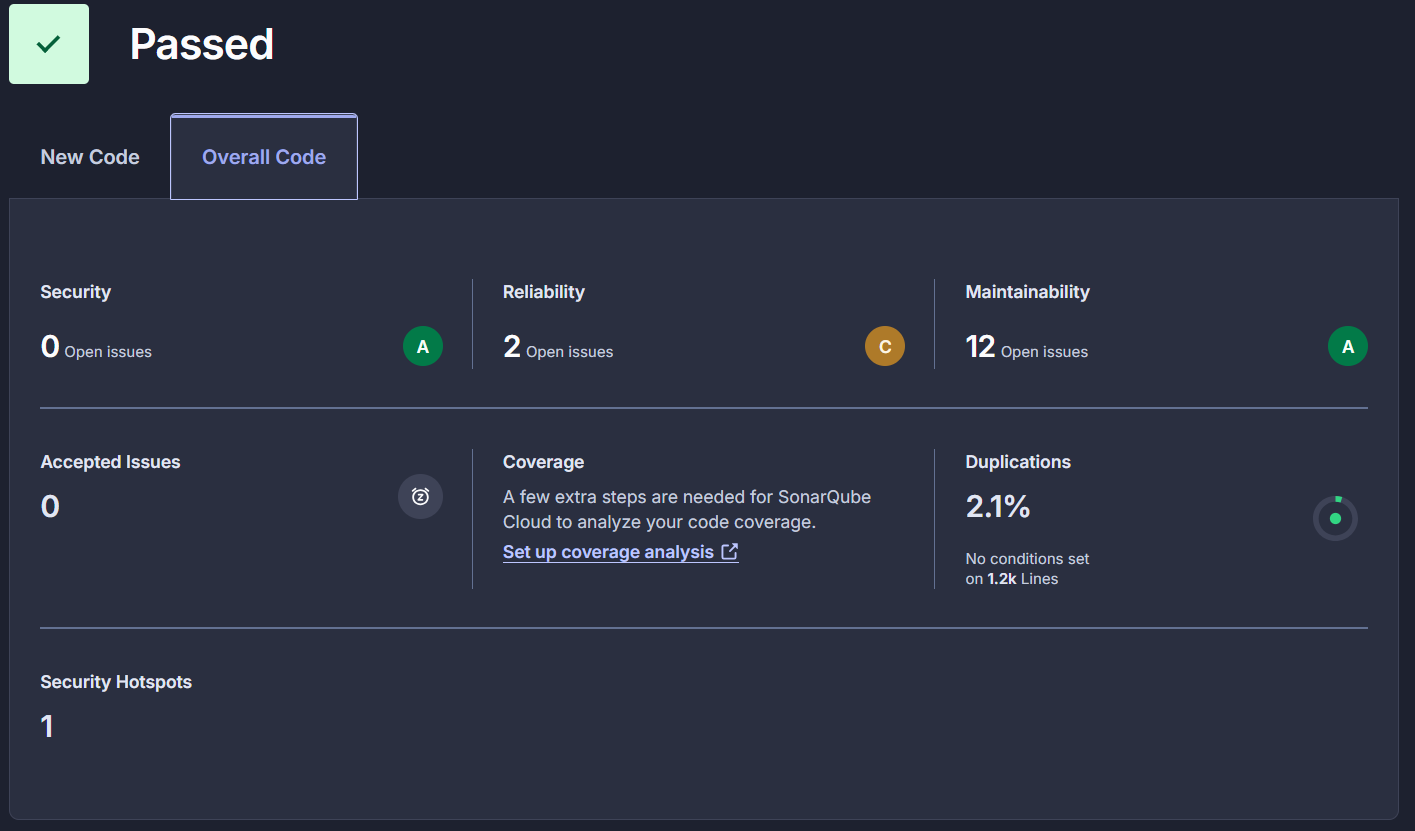 Passed
New Code
Overall Code
Security
0 Open issues
A
Reliability
2 Open issues
C
Maintainability
12 Open issues
A
Accepted Issues
0
Coverage
A few extra steps are needed for SonarQube
Cloud to analyze your code coverage.
Set up coverage analysis
Duplications
2.1%
No conditions set
on 1.2k Lines
Security Hotspots
1